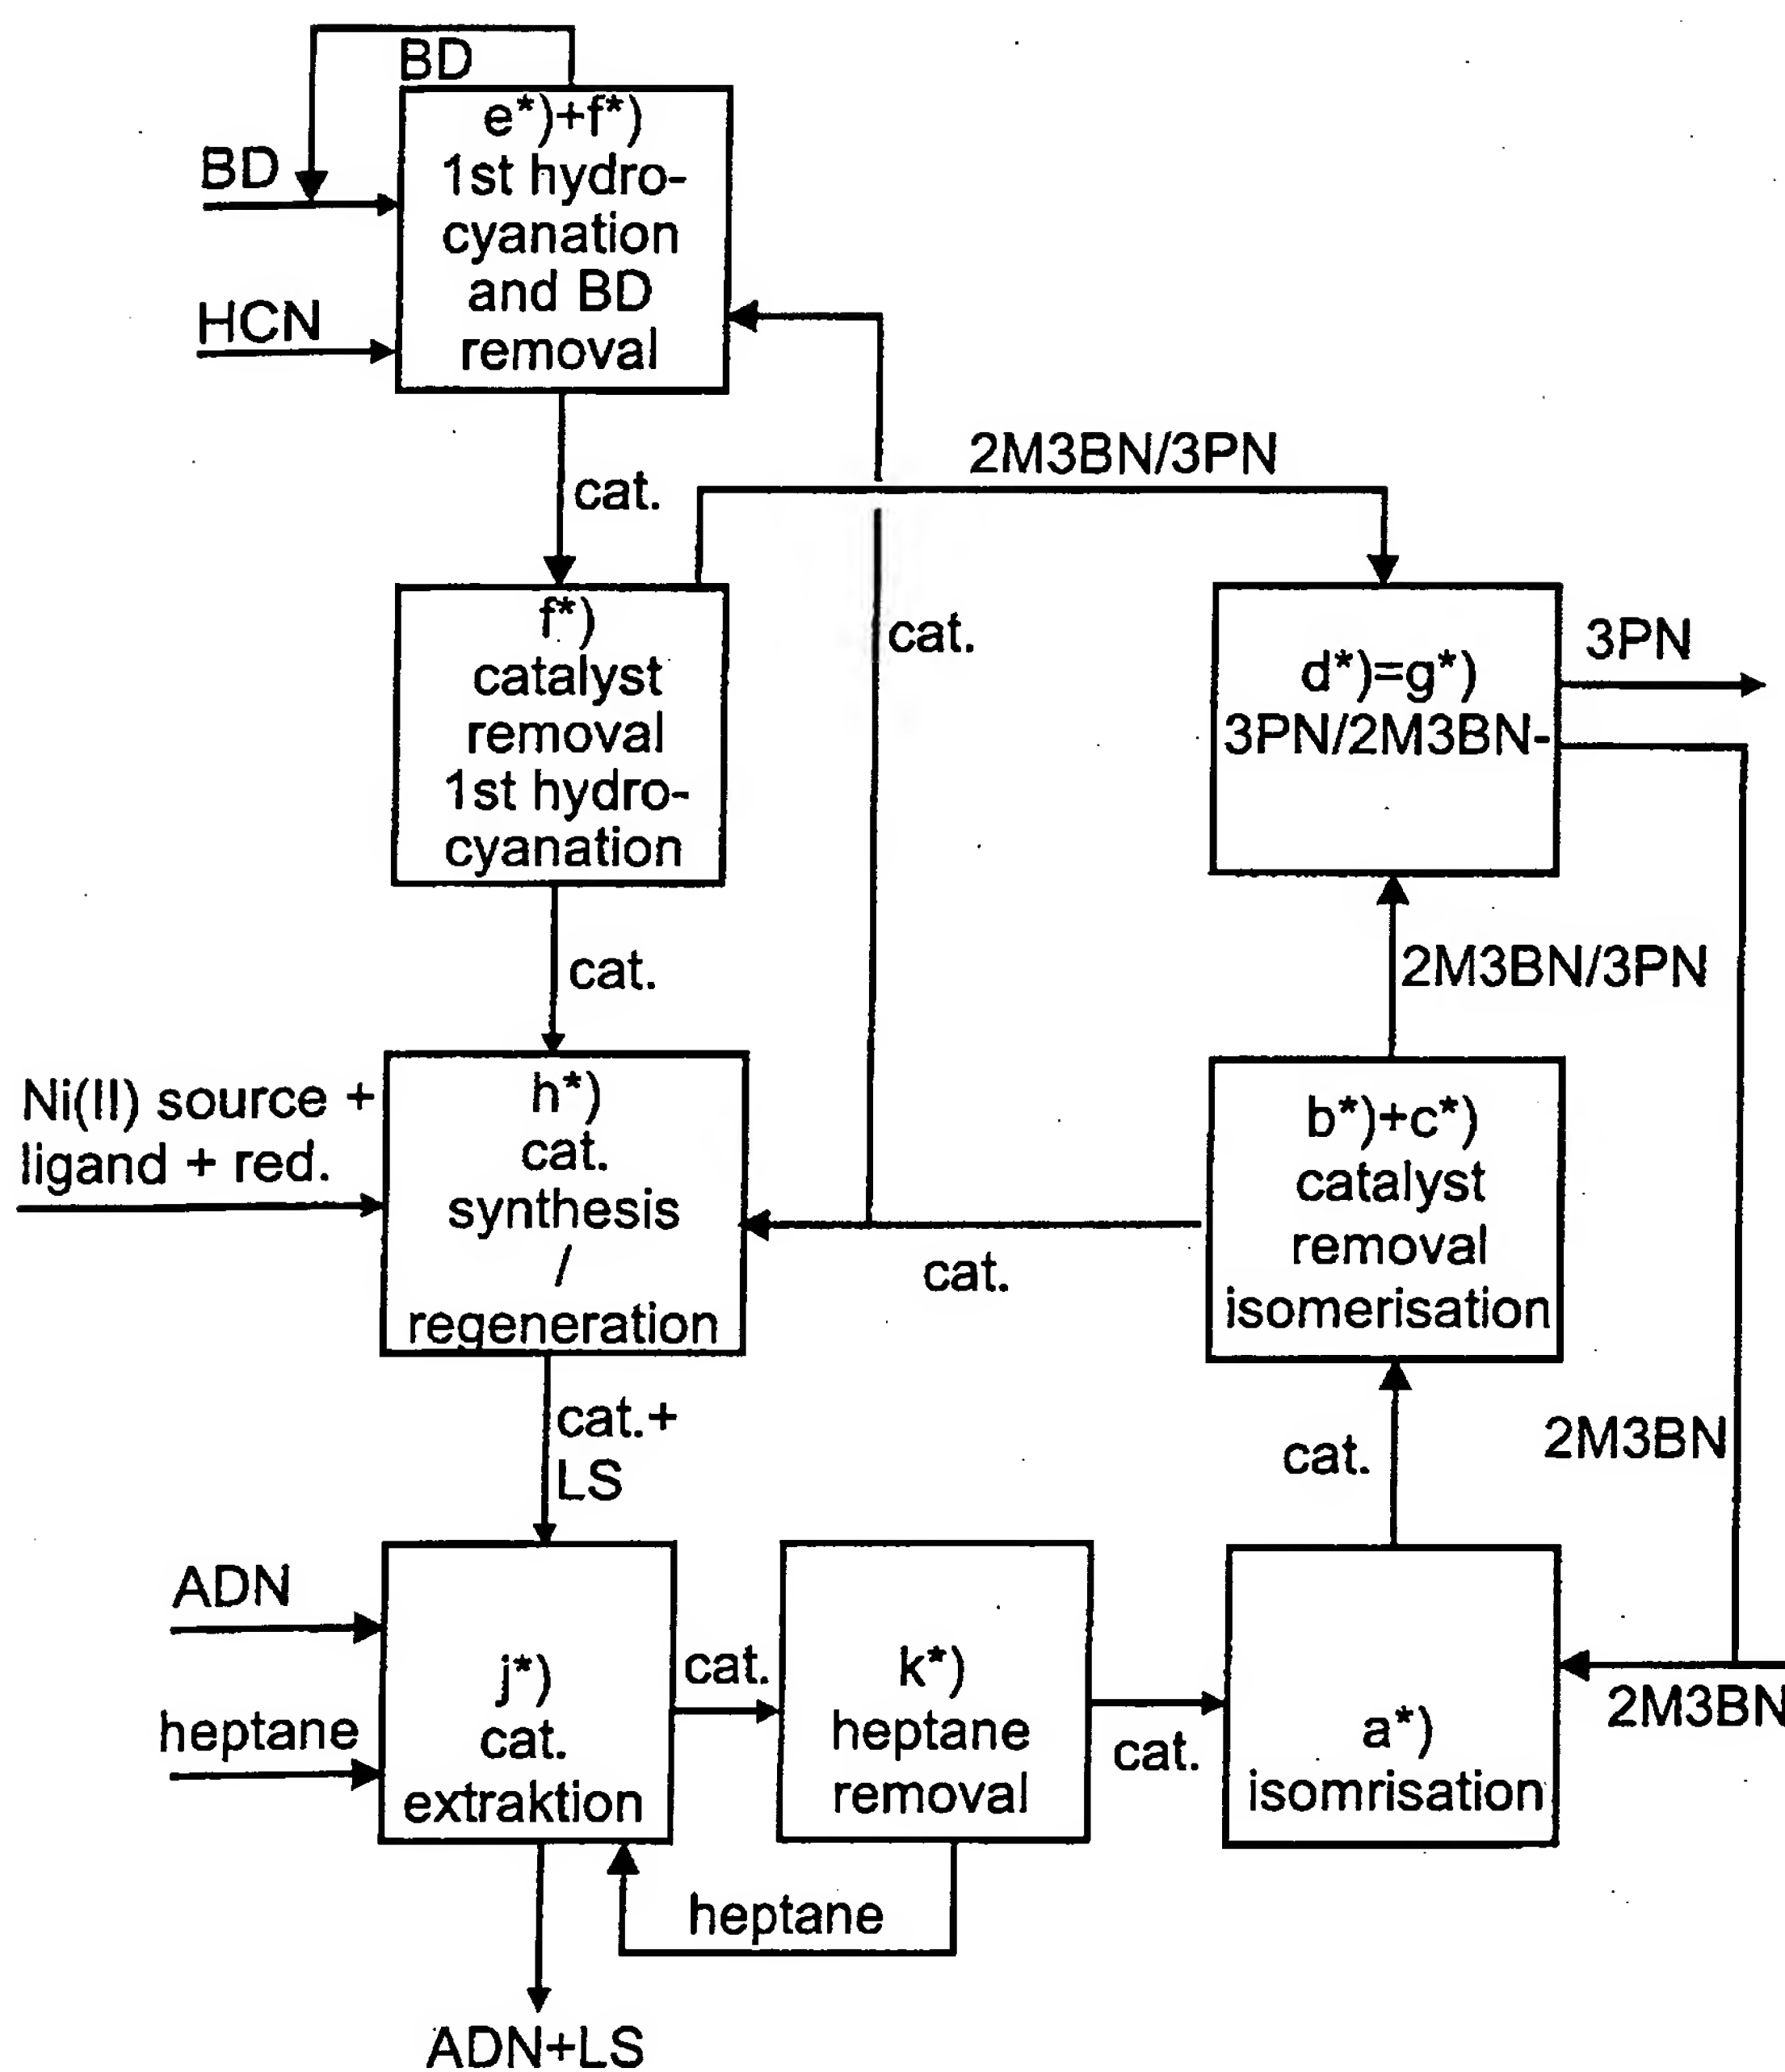 BD
BD
HCN
e*)+f*)
1st hydro-
cyanation
and BD
removal
cat.
2M3BN/3PN
f*)
catalyst
removal
1st hydro-
cyanation
cat.
d*)=g*)
3PN/2M3BN-
3PN
cat.
2M3BN/3PN
Ni(II) source +
ligand + red.
h*)
cat.
synthesis
/
regeneration
cat.
b*)+c*)
catalyst
removal
isomerisation
cat.+
LS
cat.
2M3BN
ADN
heptane
j*)
cat.
extraktion
cat.
k*)
heptane
removal
cat.
a*)
isomrisation
2M3BN
heptane
ADN+LS